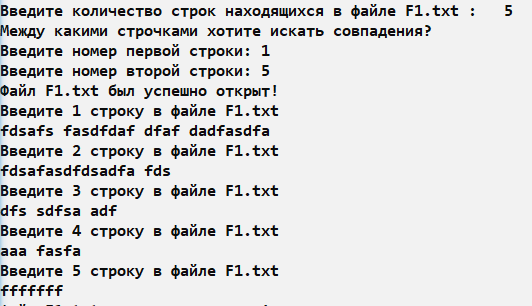 Введите количество строк находящихся в файле F1.txt :   5
Между какими строчками хотите искать совпадения?
Введите номер первой строки: 1
Введите номер второй строки: 5
Файл F1.txt был успешно открыт!
Введите 1 строку в файле F1.txt
fdsafs fasdfdaf dfaf dadfasdfa
Введите 2 строку в файле F1.txt
fdsafasdfdsadfa fds
Введите 3 строку в файле F1.txt
dfs sdfsa adf
Введите 4 строку в файле F1.txt
aaa fasfa
Введите 5 строку в файле F1.txt
fffffff